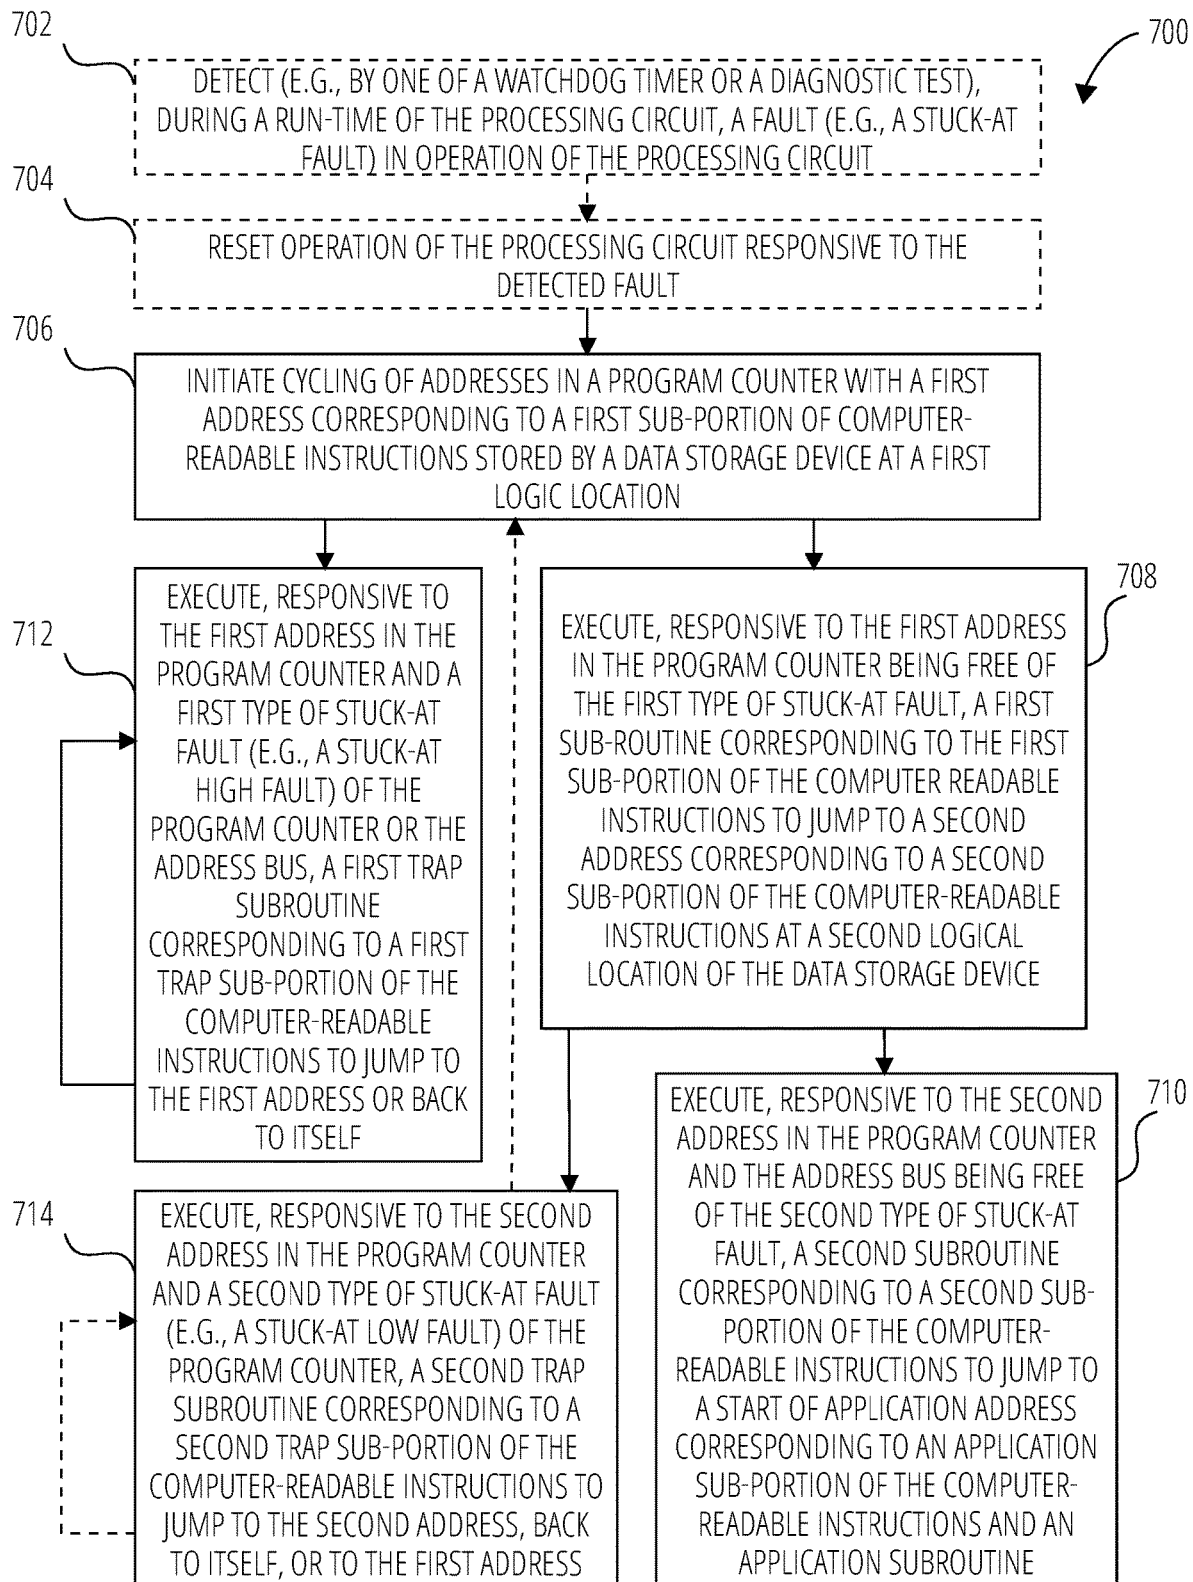 702
700
DETECT (E.G., BY ONE OF A WATCHDOG TIMER OR A DIAGNOSTIC TEST),
DURING A RUN-TIME OF THE PROCESSING CIRCUIT, A FAULT (E.G., A STUCK-AT
FAULT) IN OPERATION OF THE PROCESSING CIRCUIT
704
RESET OPERATION OF THE PROCESSING CIRCUIT RESPONSIVE TO THE
DETECTED FAULT
706
INITIATE CYCLING OF ADDRESSES IN A PROGRAM COUNTER WITH A FIRST
ADDRESS CORRESPONDING TO A FIRST SUB-PORTION OF COMPUTER-
READABLE INSTRUCTIONS STORED BY A DATA STORAGE DEVICE AT A FIRST
LOGIC LOCATION
712
EXECUTE, RESPONSIVE TO
THE FIRST ADDRESS IN THE
PROGRAM COUNTER AND A
FIRST TYPE OF STUCK-AT
FAULT (E.G., A STUCK-AT
HIGH FAULT) OF THE
PROGRAM COUNTER OR THE
ADDRESS BUS, A FIRST TRAP
SUBROUTINE
CORRESPONDING TO A FIRST
TRAP SUB-PORTION OF THE
COMPUTER-READABLE
INSTRUCTIONS TO JUMP TO
THE FIRST ADDRESS OR BACK
TO ITSELF
708
EXECUTE, RESPONSIVE TO THE FIRST ADDRESS
IN THE PROGRAM COUNTER BEING FREE OF
THE FIRST TYPE OF STUCK-AT FAULT, A FIRST
SUB-ROUTINE CORRESPONDING TO THE FIRST
SUB-PORTION OF THE COMPUTER READABLE
INSTRUCTIONS TO JUMP TO A SECOND
ADDRESS CORRESPONDING TO A SECOND
SUB-PORTION OF THE COMPUTER-READABLE
INSTRUCTIONS AT A SECOND LOGICAL
LOCATION OF THE DATA STORAGE DEVICE
714
EXECUTE, RESPONSIVE TO THE SECOND
ADDRESS IN THE PROGRAM COUNTER
AND A SECOND TYPE OF STUCK-AT FAULT
(E.G., A STUCK-AT LOW FAULT) OF THE
PROGRAM COUNTER, A SECOND TRAP
SUBROUTINE CORRESPONDING TO A
SECOND TRAP SUB-PORTION OF THE
COMPUTER-READABLE INSTRUCTIONS TO
JUMP TO THE SECOND ADDRESS, BACK
TO ITSELF, OR TO THE FIRST ADDRESS
710
EXECUTE, RESPONSIVE TO THE SECOND
ADDRESS IN THE PROGRAM COUNTER
AND THE ADDRESS BUS BEING FREE
OF THE SECOND TYPE OF STUCK-AT
FAULT, A SECOND SUBROUTINE
CORRESPONDING TO A SECOND SUB-
PORTION OF THE COMPUTER-
READABLE INSTRUCTIONS TO JUMP TO
A START OF APPLICATION ADDRESS
CORRESPONDING TO AN APPLICATION
SUB-PORTION OF THE COMPUTER-
READABLE INSTRUCTIONS AND AN
APPLICATION SUBROUTINE